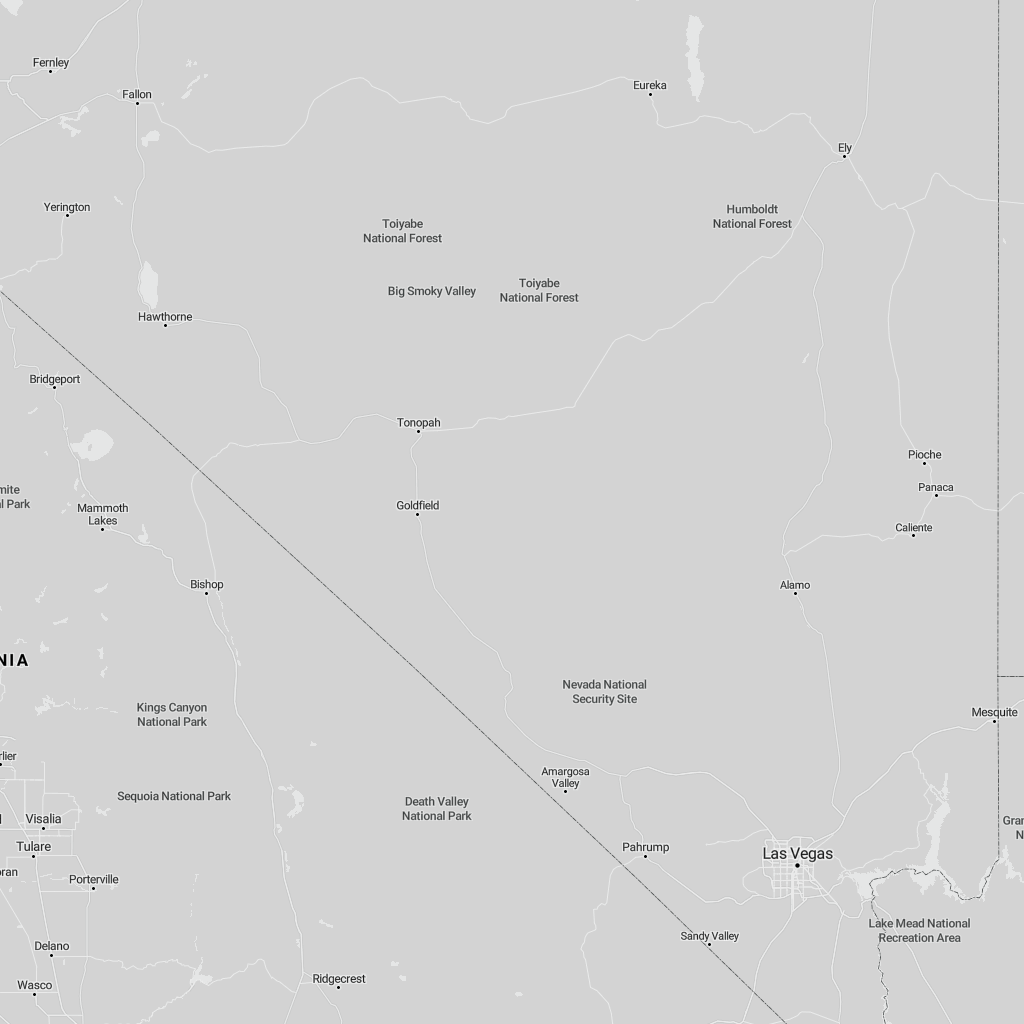 Fernley
Fallon
Eureka
Ely
Yerington
Toiyabe
National Forest
Humboldt
National Forest
Big Smoky Valley
Toiyabe
National Forest
Hawthorne
Bridgeport
Tonopah
Pioche
mite
l Park
Panaca
Mammoth
Lakes
Goldfield
Caliente
Bishop
Alamo
NIA
Nevada National
Security Site
Kings Canyon
National Park
Mesquite
rlier
Amargosa
Valley
Sequoia National Park
Death Valley
National Park
Visalia
Gran
N
Tulare
Pahrump
Las Vegas
ran
Porterville
Lake Mead National
Recreation Area
Sandy Valley
Delano
Ridgecrest
Wasco